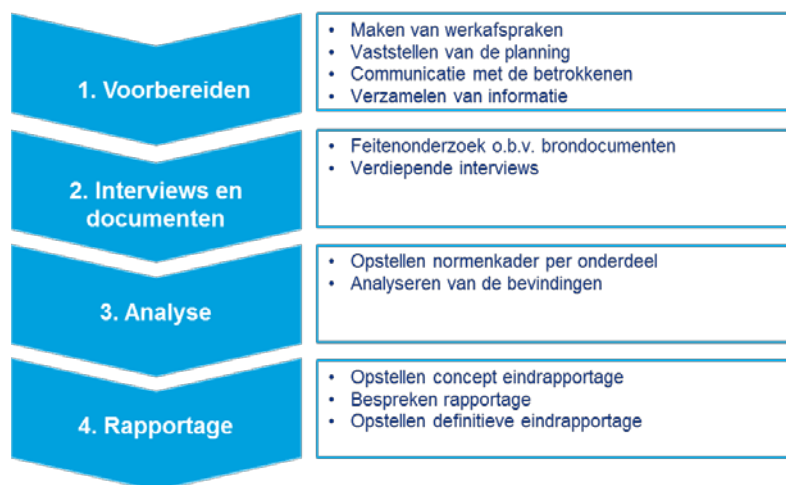 1. Voorbereiden
• Maken van werkafspraken
• Vaststellen van de planning
• Communicatie met de betrokkenen
• Verzamelen van informatie
2. Interviews en
documenten
• Feitenonderzoek o.b.v. brondocumenten
• Verdiepende interviews
3. Analyse
• Opstellen normenkader per onderdeel
• Analyseren van de bevindingen
4. Rapportage
• Opstellen concept eindrapportage
• Bespreken rapportage
• Opstellen definitieve eindrapportage